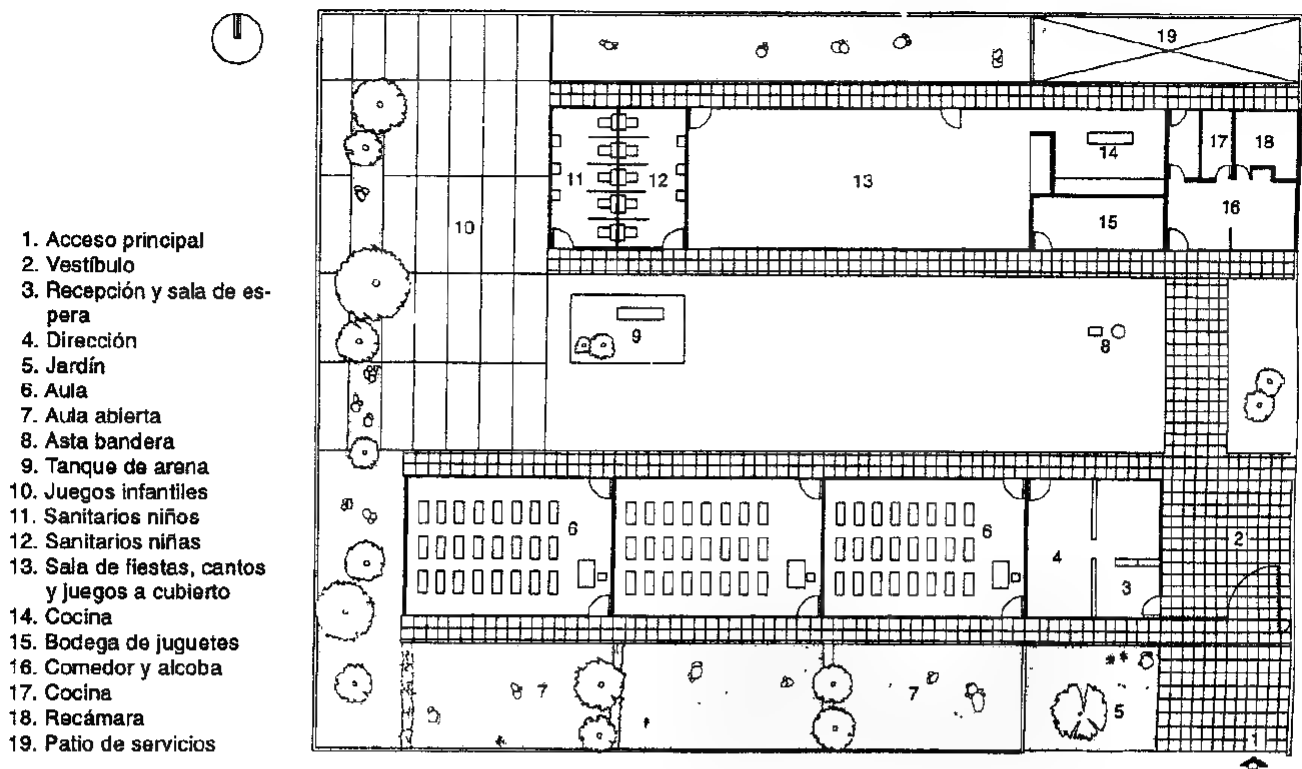 1. Acceso principal
2. Vestíbulo
3. Recepción y sala de es-
pera
4. Dirección
5. Jardín
6. Aula
7. Aula abierta
8. Asta bandera
9. Tanque de arena
10. Juegos infantiles
11. Sanitarios niños
12. Sanitarios niñas
13. Sala de fiestas, cantos
y juegos a cubierto
14. Cocina
15. Bodega de juguetes
16. Comedor y alcoba
17. Cocina
18. Recámara
19. Patio de servicios
19
11
12
13
14
17
18
15
16
10
9
8
6
6
4
3
2
7
7
5
1